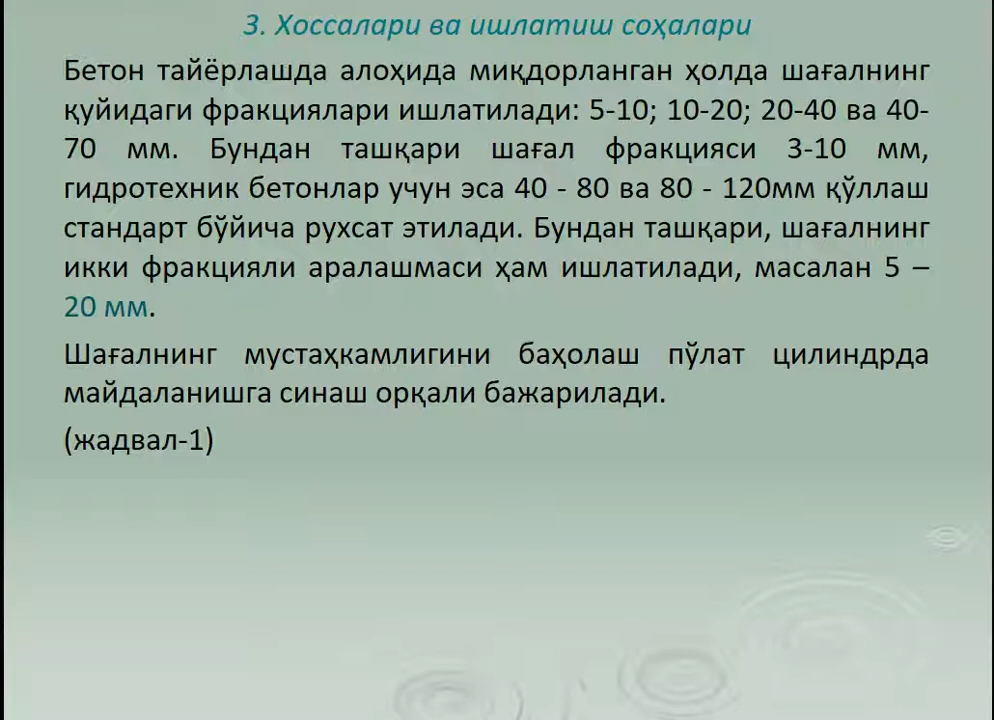 3. Хоссалари ва ишлатиш соҳалари
Бетон тайёрлашда алоҳида миқдорланган ҳолда шағалнинг
қуйидаги фракциялари ишлатилади: 5-10; 10-20; 20-40 ва 40-
70 мм. Бундан ташқари шағал фракцияси 3-10 мм,
гидротехник бетонлар учун эса 40 - 80 ва 80 - 120мм қўллаш
стандарт бўйича рухсат этилади. Бундан ташқари, шағалнинг
икки фракцияли аралашмаси ҳам ишлатилади, масалан 5 –
20 мм.
Шағалнинг мустаҳкамлигини баҳолаш пўлат цилиндрда
майдаланишга синаш орқали бажарилади.
(жадвал-1)